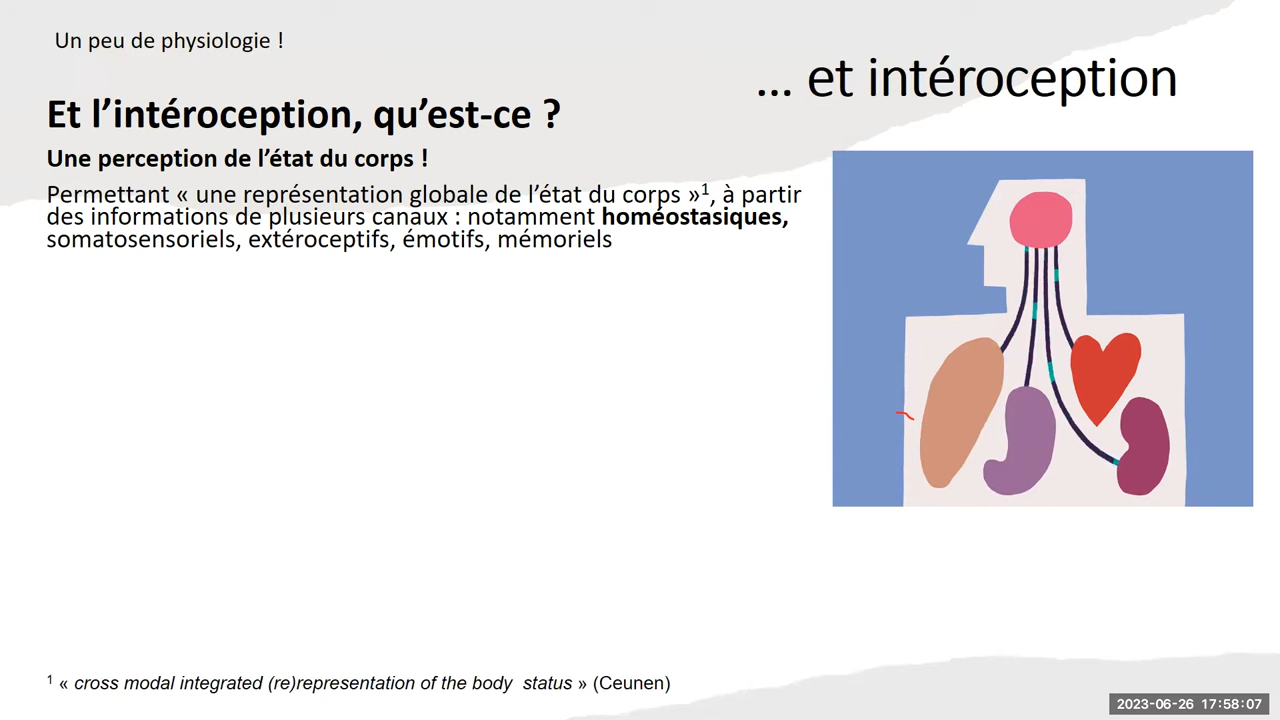 Un peu de physiologie !
… et intéroception
Et l’intéroception, qu’est-ce ?
Une perception de l’état du corps !
Permettant « une représentation globale de l’état du corps »¹, à partir
des informations de plusieurs canaux : notamment homéostasiques,
somatosensoriels, extéroceptifs, émotifs, mémoriels
¹ « cross modal integrated (re)representation of the body status » (Ceunen)
2023-06-26 17:58:07